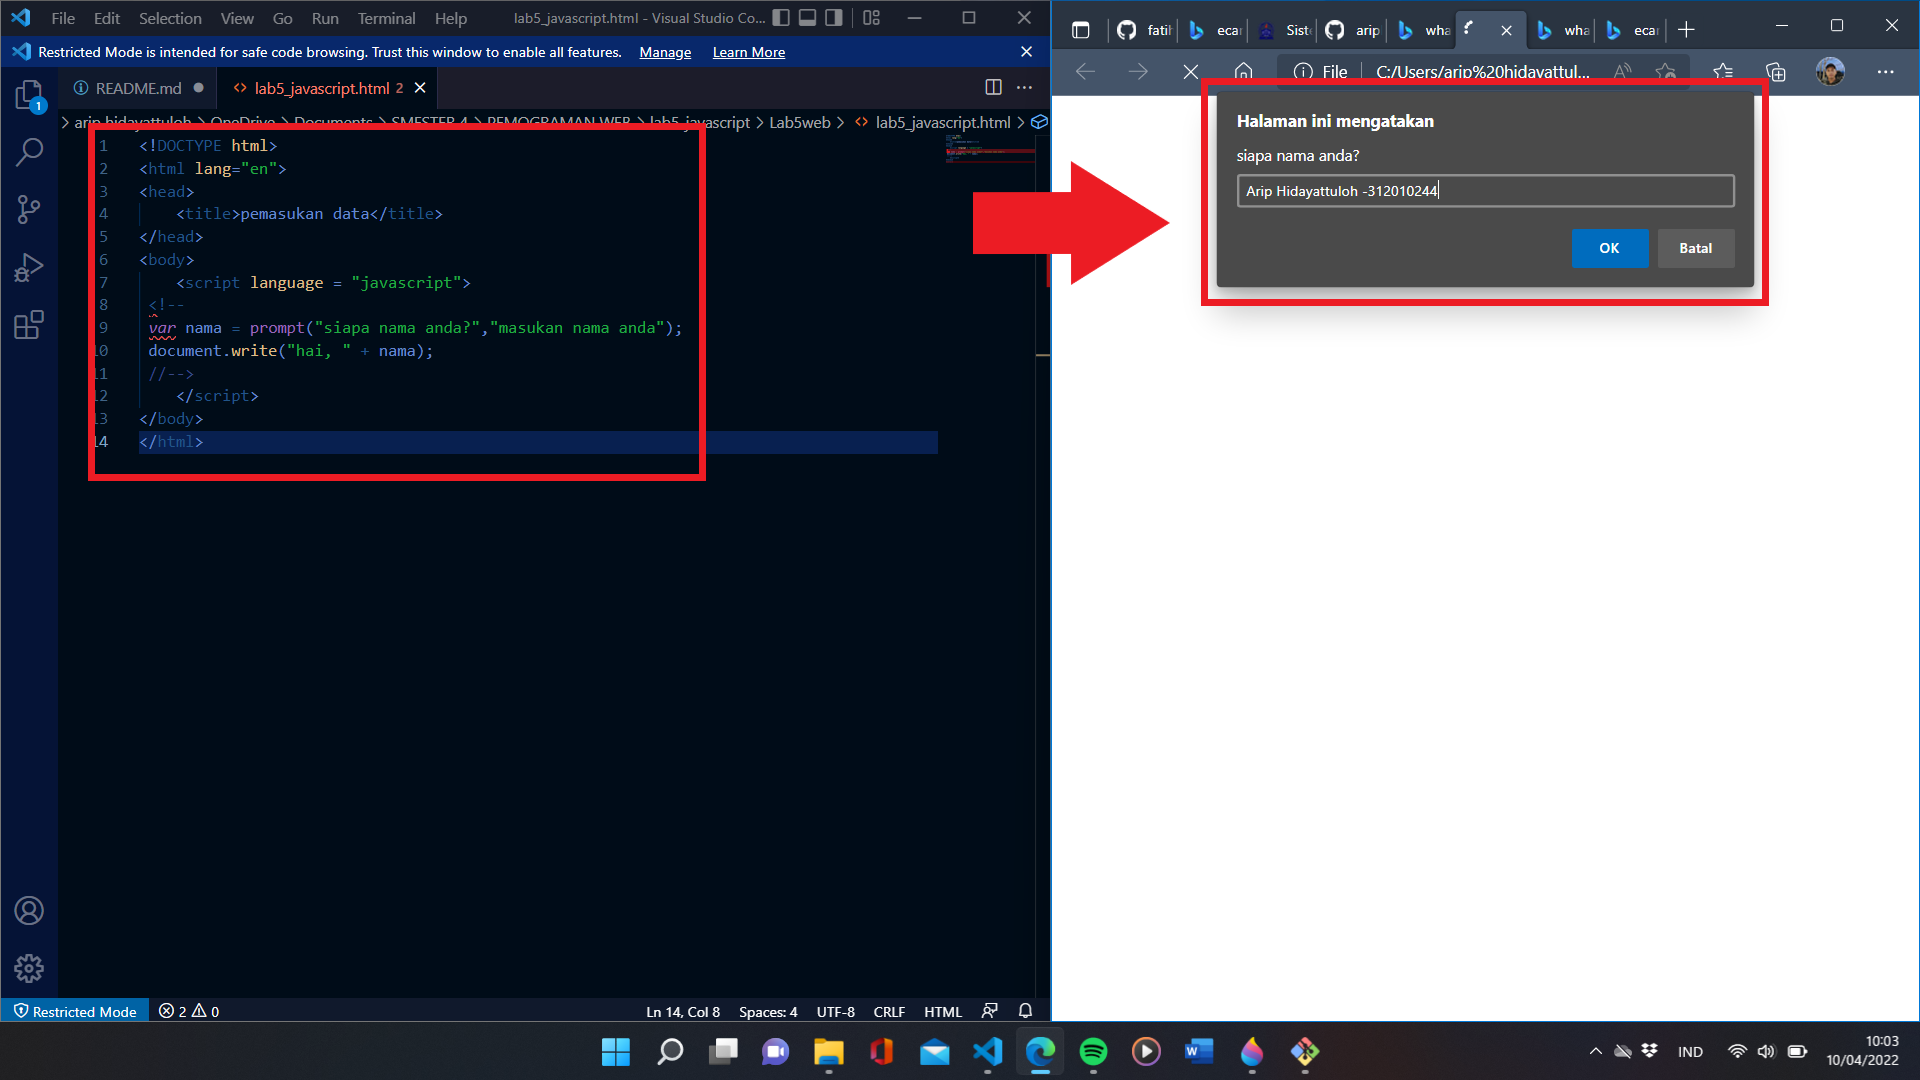 File Edit Selection View Go Run Terminal Help lab5_javascript.html - Visual Studio Co...
Restricted Mode is intended for safe code browsing. Trust this window to enable all features. Manage Learn More
README.md lab5_javascript.html 2
arip hidayattuloh > OneDrive > Documents > SMESTER 4 > PEMOGRAMAN WEB > lab5_javascript > Lab5web > lab5_javascript.html >
1 <!DOCTYPE html>
2 <html lang="en">
3 <head>
4 <title>pemasukan data</title>
5 </head>
6 <body>
7 <script language = "javascript">
8 <!--
9 var nama = prompt("siapa nama anda?","masukan nama anda");
10 document.write("hai, " + nama);
11 //-->
12 </script>
13 </body>
14 </html>
1
Restricted Mode 2 0 Ln 14, Col 8 Spaces: 4 UTF-8 CRLF HTML
fatil ecar Siste arip wha wha ecar
File C:/Users/arip%20hidayattul...
Halaman ini mengatakan
siapa nama anda?
Arip Hidayattuloh -312010244
OK Batal
IND 10:03
10/04/2022